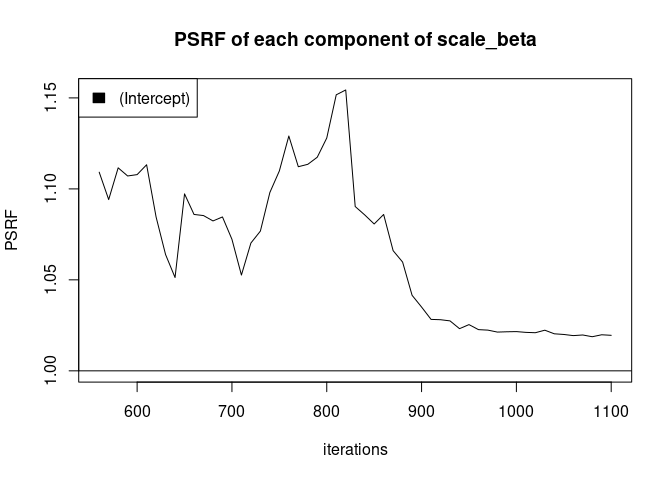 PSRF of each component of scale_beta
(Intercept)
PSRF
1.15
1.10
1.05
1.00
600 700 800 900 1000 1100
iterations